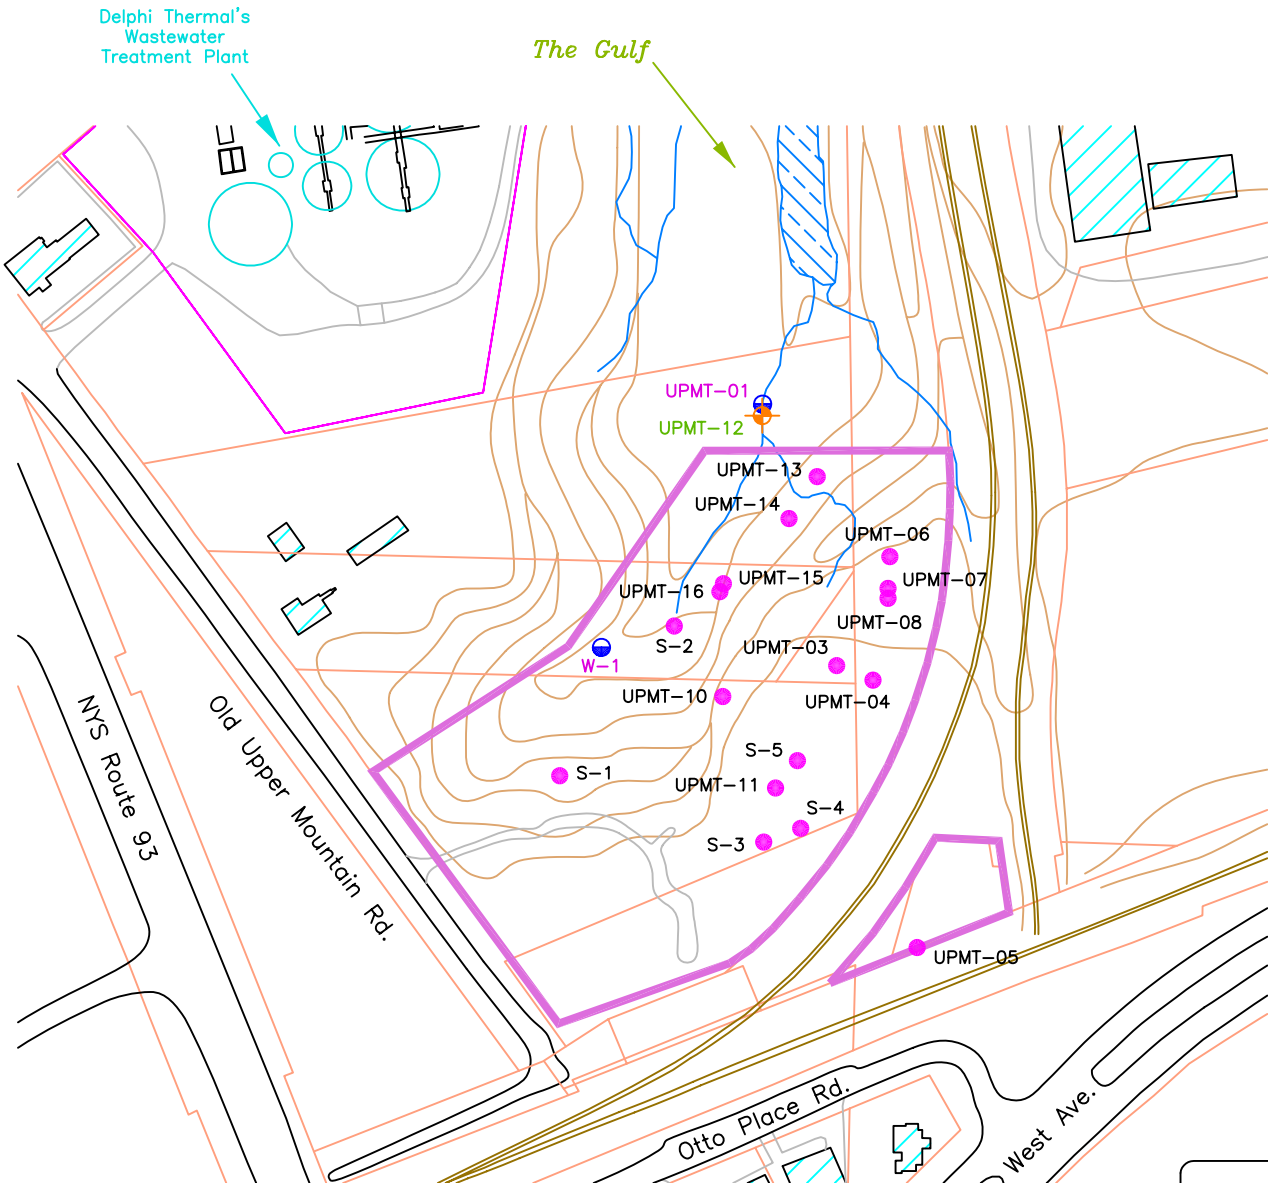 Delphi Thermal's
Wastewater
Treatment Plant
The Gulf
UPMT-01
UPMT-12
UPMT-13
UPMT-14
UPMT-06
UPMT-15
UPMT-07
UPMT-16
UPMT-08
S-2
UPMT-03
W-1
UPMT-10
UPMT-04
S-5
S-1
UPMT-11
S-4
S-3
NYS Route 93
Old Upper Mountain Rd.
UPMT-05
Otto Place Rd.
West Ave.